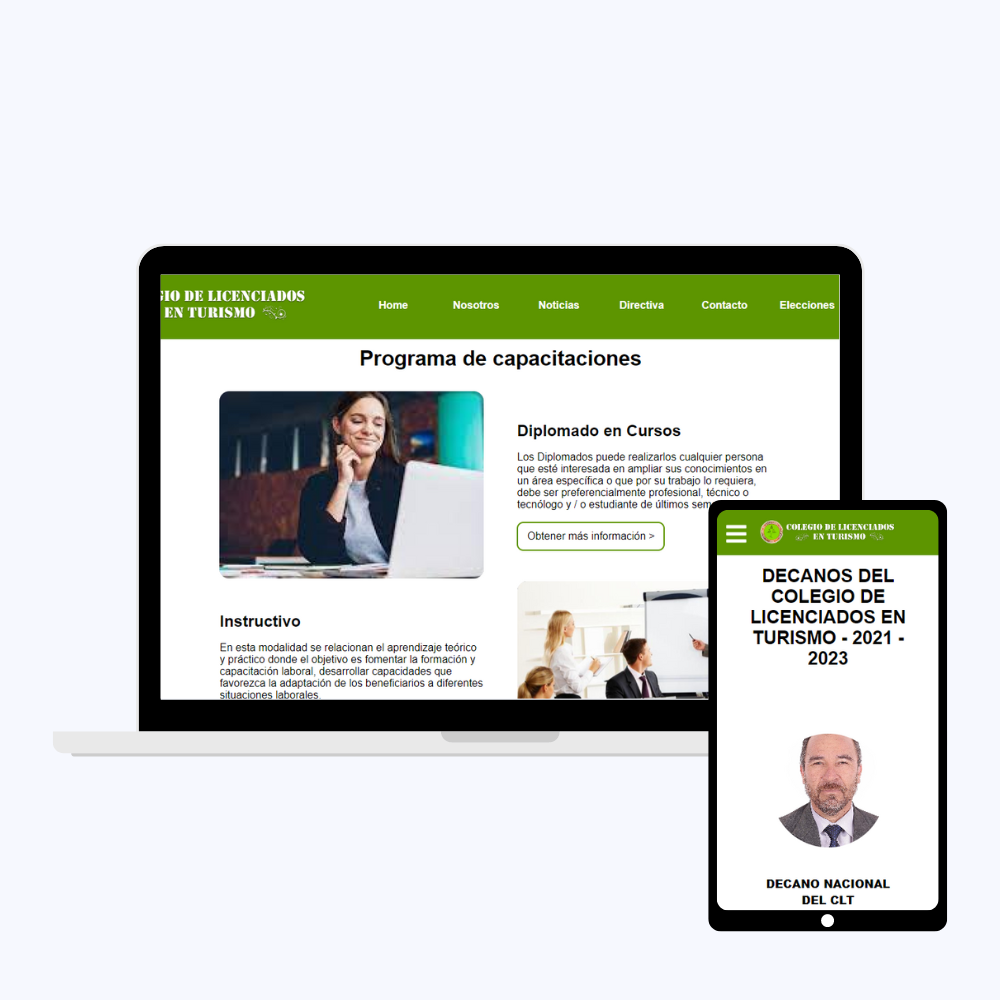 IO DE LICENCIADOS
EN TURISMO
Home
Nosotros
Noticias
Directiva
Contacto
Elecciones
Programa de capacitaciones
Diplomado en Cursos
Los Diplomados puede realizarlos cualquier persona
que esté interesada en ampliar sus conocimientos en
un área específica o que por su trabajo lo requiera,
debe ser preferencialmente profesional, técnico o
tecnólogo y / o estudiante de últimos
Obtener más información >
Instructivo
En esta modalidad se relacionan el aprendizaje teórico
y práctico donde el objetivo es fomentar la formación y
capacitación laboral, desarrollar capacidades que
favorezca la adaptación de los beneficiarios a diferentes
situaciones laborales.
COLEGIO DE LICENCIADOS
EN TURISMO
DECANOS DEL
COLEGIO DE
LICENCIADOS EN
TURISMO - 2021 -
2023
DECANO NACIONAL
DEL CLT